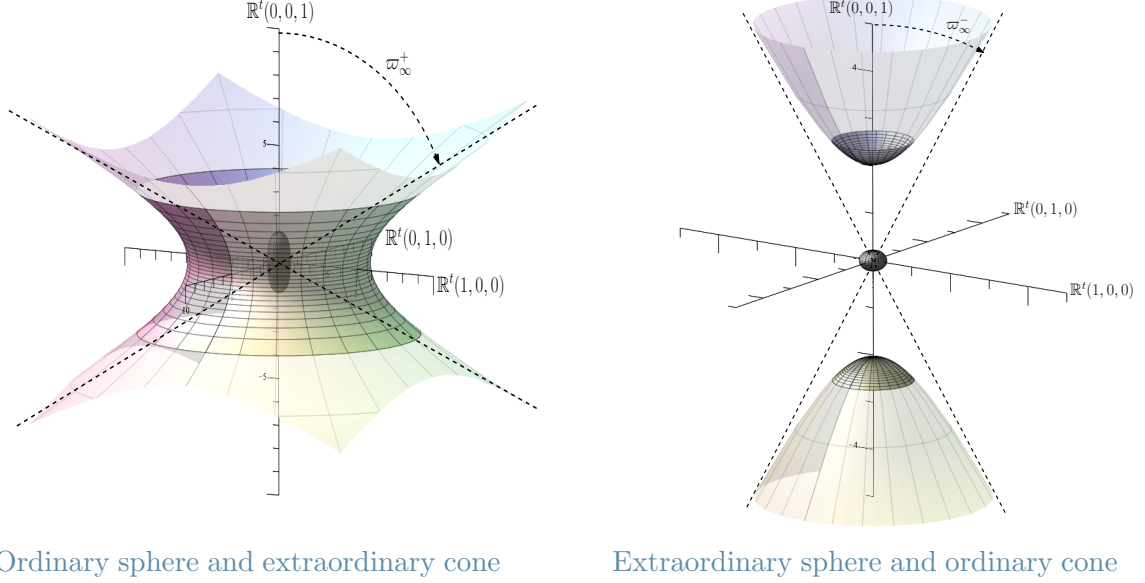 ℝᵗ(0,0,1)
ϖ⁺∞
5
ℝᵗ(0,1,0)
ℝᵗ(1,0,0)
10
-5
Ordinary sphere and extraordinary cone
ℝᵗ(0,0,1)
ϖ⁻∞
4
ℝᵗ(0,1,0)
ℝᵗ(1,0,0)
-4
Extraordinary sphere and ordinary cone